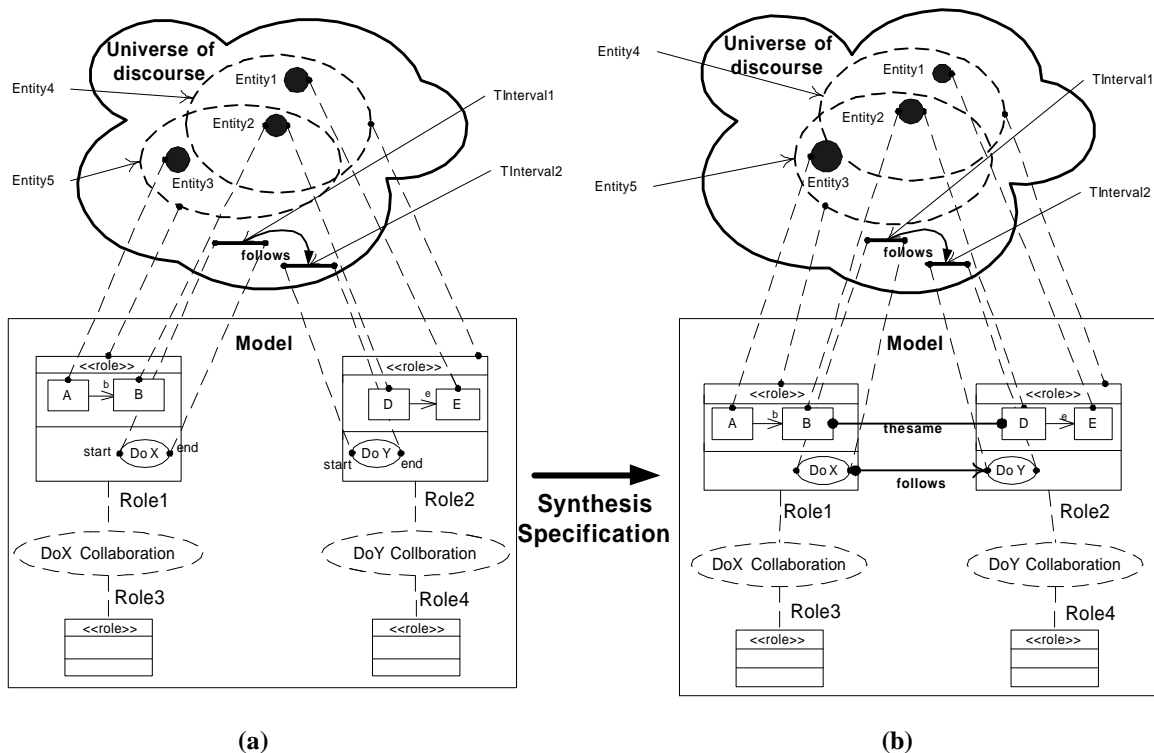 Universe of
discourse
Entity1
Entity4
TInterval1
Entity2
Entity5
Entity3
TInterval2
follows
Model
<<role>>
A
b
B
start
Do X
end
Role1
DoX Collaboration
Role3
<<role>>
<<role>>
D
e
E
start
Do Y
end
Role2
DoY Collboration
Role4
<<role>>
Synthesis
Specification
Universe of
discourse
Entity1
Entity4
TInterval1
Entity2
Entity5
Entity3
TInterval2
follows
Model
<<role>>
A
b
B
thesame
Do X
follows
Role1
DoX Collaboration
Role3
<<role>>
<<role>>
D
e
E
Do Y
Role2
DoY Collaboration
Role4
<<role>>
(a)
(b)